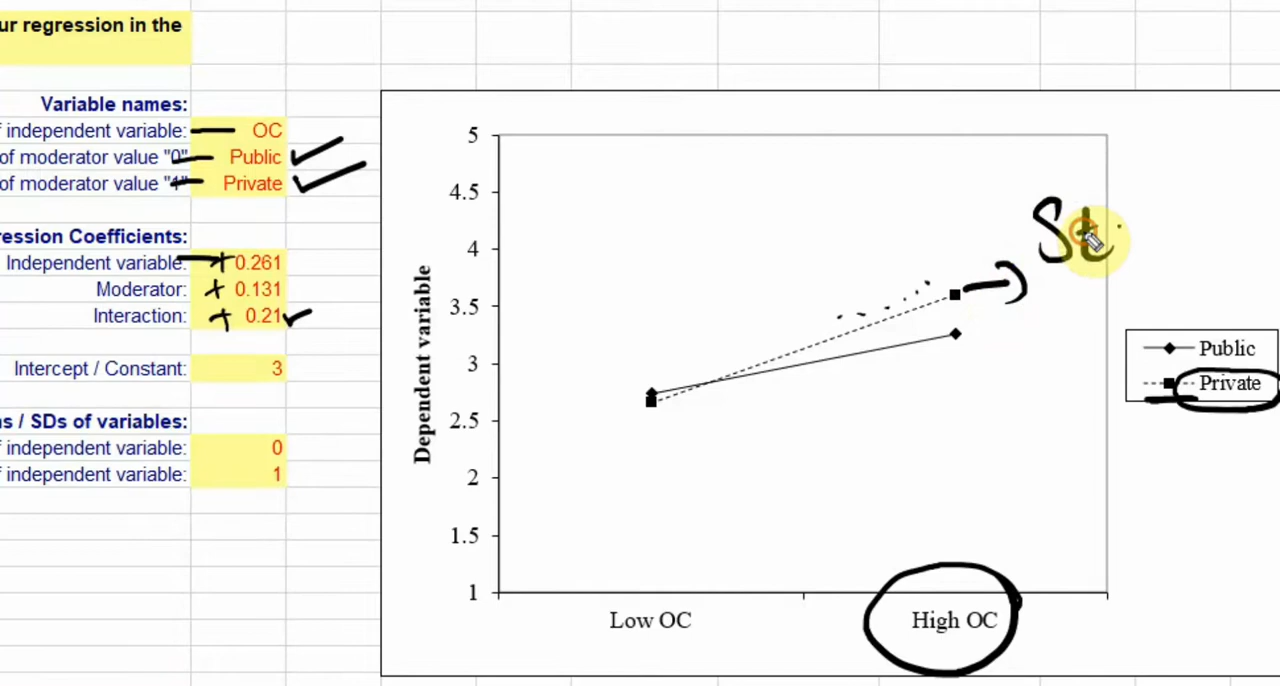 ur regression in the
Variable names:
f independent variable: OC
of moderator value "0" Public
of moderator value "1" Private
ression Coefficients:
Independent variable: 0.261
Moderator: 0.131
Interaction: 0.21
Intercept / Constant: 3
ns / SDs of variables:
f independent variable: 0
f independent variable: 1
5
4.5
4
3.5
3
2.5
2
1.5
1
Dependent variable
Low OC High OC
Public
Private
St